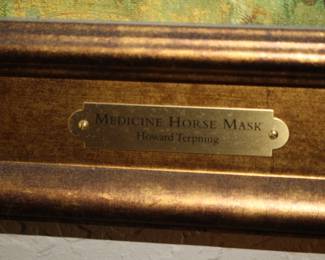 MEDICINE HORSE MASK
Howard Terpning